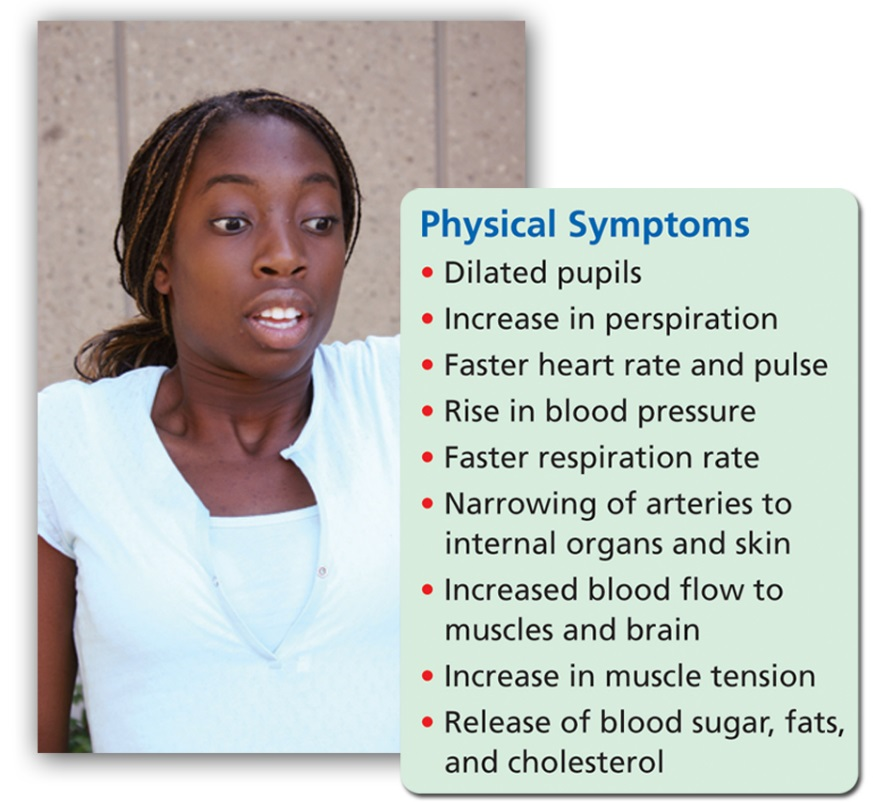 Physical Symptoms
• Dilated pupils
• Increase in perspiration
• Faster heart rate and pulse
• Rise in blood pressure
• Faster respiration rate
• Narrowing of arteries to
internal organs and skin
• Increased blood flow to
muscles and brain
• Increase in muscle tension
• Release of blood sugar, fats,
and cholesterol